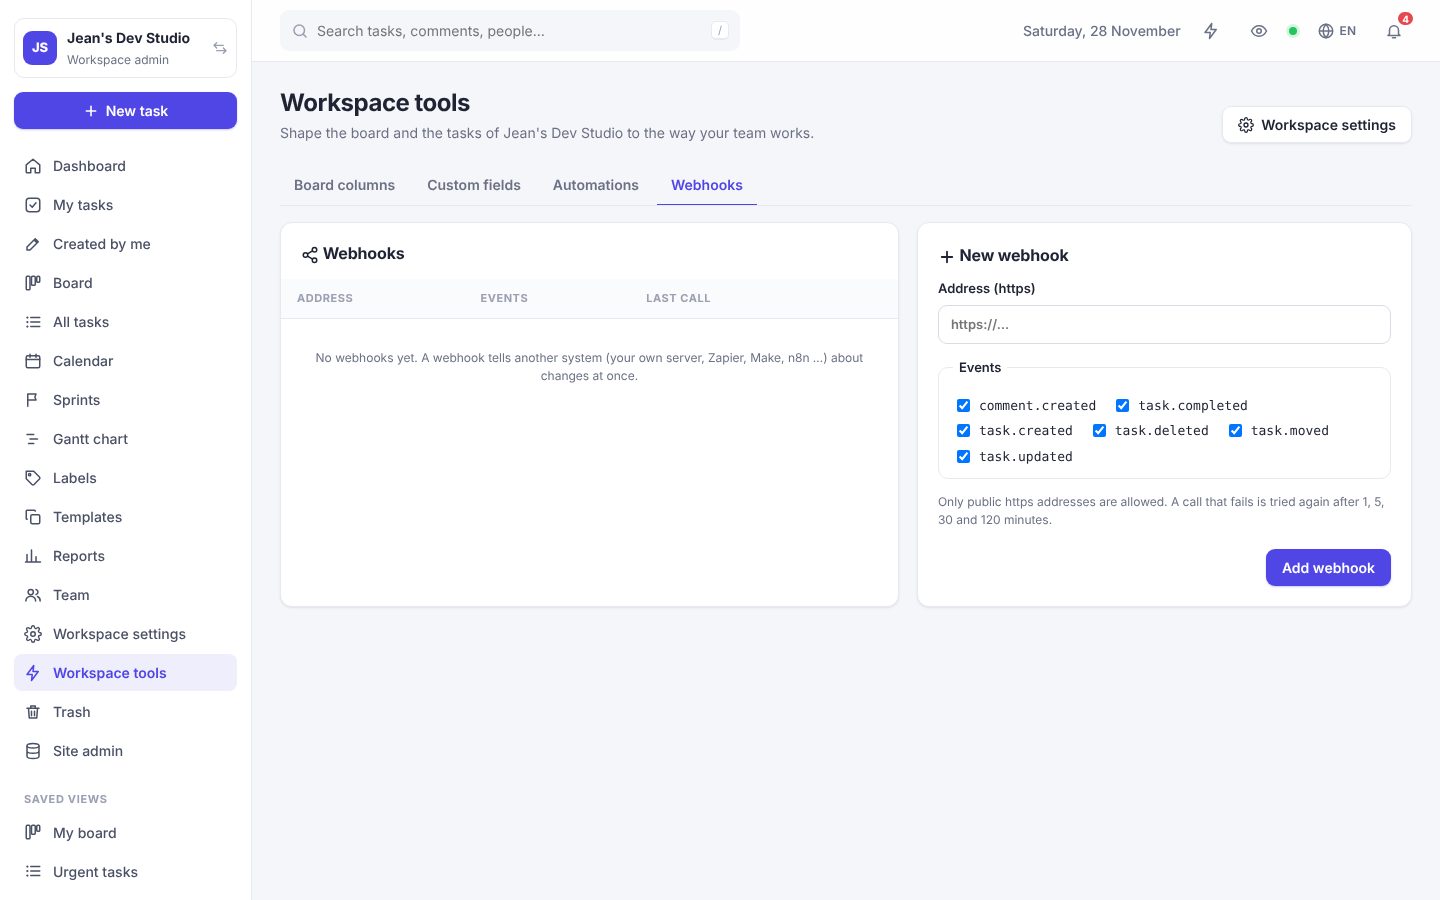 JS
Jean's Dev Studio
Workspace admin
Search tasks, comments, people...
/
Saturday, 28 November
EN
4
New task
Dashboard
My tasks
Created by me
Board
All tasks
Calendar
Sprints
Gantt chart
Labels
Templates
Reports
Team
Workspace settings
Workspace tools
Trash
Site admin
SAVED VIEWS
My board
Urgent tasks
Workspace tools
Shape the board and the tasks of Jean's Dev Studio to the way your team works.
Workspace settings
Board columns
Custom fields
Automations
Webhooks
Webhooks
ADDRESS
EVENTS
LAST CALL
No webhooks yet. A webhook tells another system (your own server, Zapier, Make, n8n ...) about
changes at once.
New webhook
Address (https)
https://...
Events
comment.created
task.completed
task.created
task.deleted
task.moved
task.updated
Only public https addresses are allowed. A call that fails is tried again after 1, 5,
30 and 120 minutes.
Add webhook